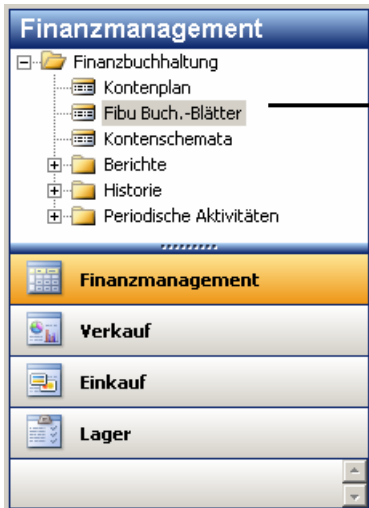 Finanzmanagement
Finanzbuchhaltung
Kontenplan
Fibu Buch.-Blätter
Kontenschemata
Berichte
Historie
Periodische Aktivitäten
Finanzmanagement
Verkauf
Einkauf
Lager